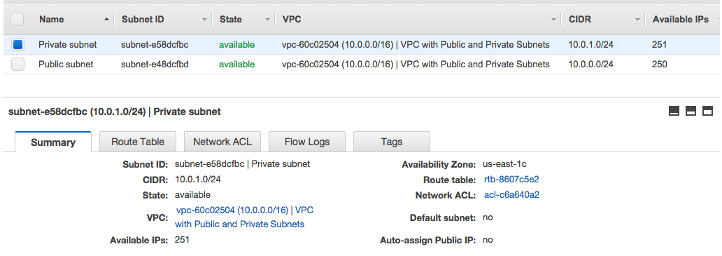 Name Subnet ID State VPC CIDR Available IPs
Private subnet subnet-e58dcfbc available vpc-60c02504 (10.0.0.0/16) | VPC with Public and Private Subnets 10.0.1.0/24 251
Public subnet subnet-e48dcfbd available vpc-60c02504 (10.0.0.0/16) | VPC with Public and Private Subnets 10.0.0.0/24 250
subnet-e58dcfbc (10.0.1.0/24) | Private subnet
Summary Route Table Network ACL Flow Logs Tags
Subnet ID: subnet-e58dcfbc | Private subnet Availability Zone: us-east-1c
CIDR: 10.0.1.0/24 Route table: rtb-8607c5e2
State: available Network ACL: acl-c6a640a2
VPC: vpc-60c02504 (10.0.0.0/16) | VPC
with Public and Private Subnets Default subnet: no
Available IPs: 251 Auto-assign Public IP: no